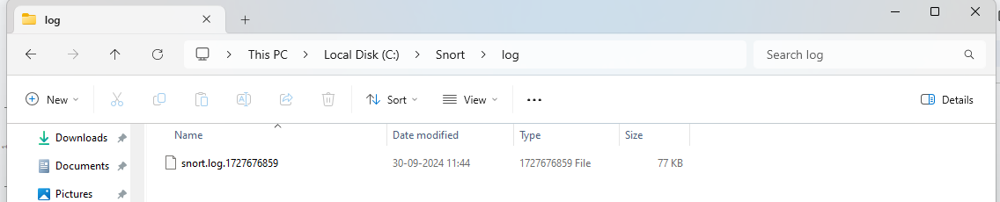 log
This PC > Local Disk (C:) > Snort > log
Search log
New Sort View ... Details
Name Date modified Type Size
Downloads
snort.log.1727676859 30-09-2024 11:44 1727676859 File 77 KB
Documents
Pictures